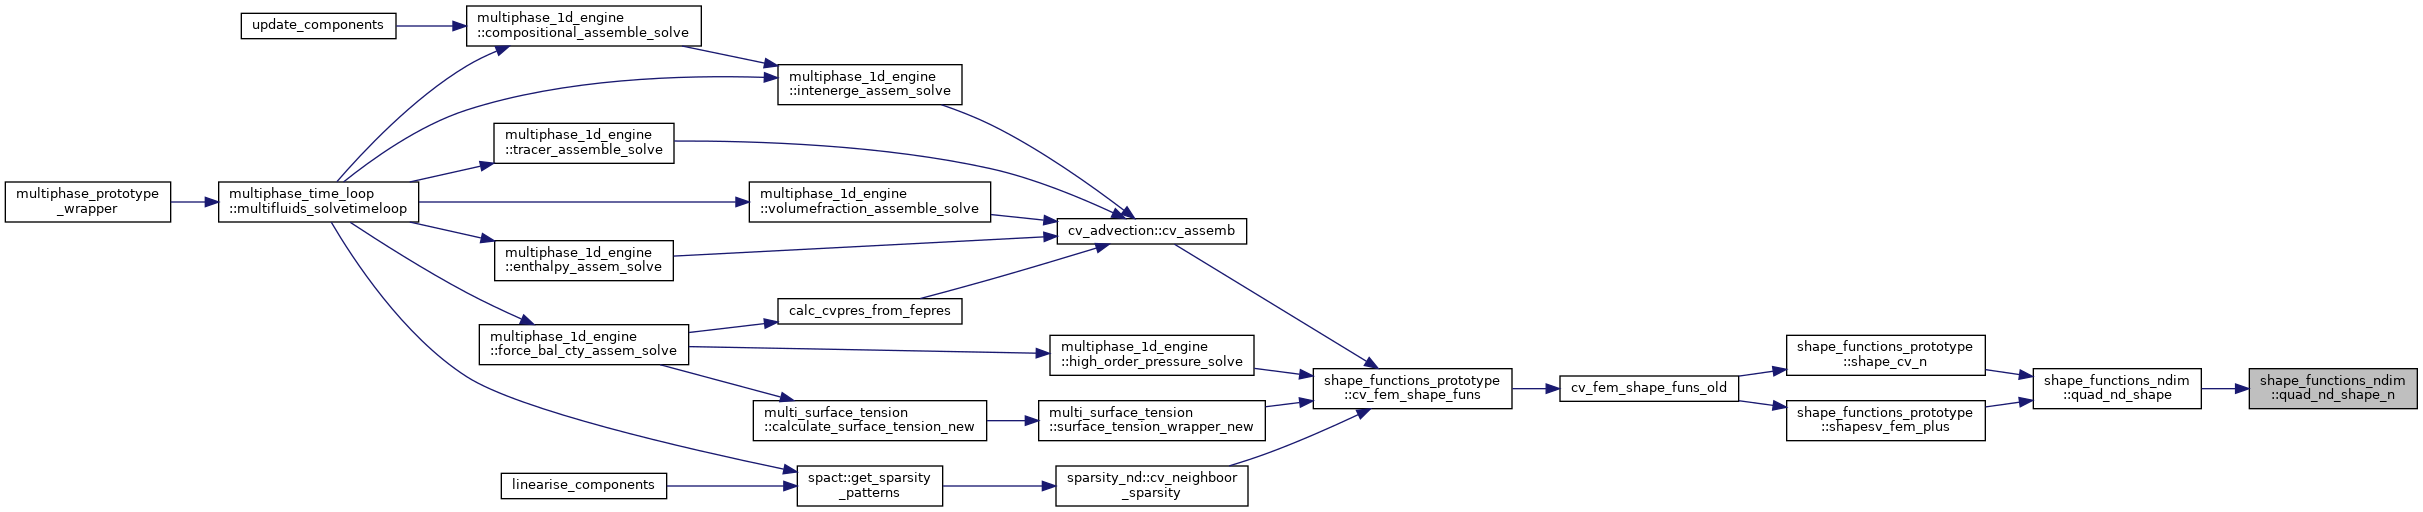 update_components
multiphase_1d_engine
::compositional_assemble_solve
multiphase_1d_engine
::intenerge_assem_solve
multiphase_1d_engine
::tracer_assemble_solve
multiphase_prototype
_wrapper
multiphase_time_loop
::multifluids_solvetimeloop
multiphase_1d_engine
::volumefraction_assemble_solve
cv_advection::cv_assemb
multiphase_1d_engine
::enthalpy_assem_solve
calc_cvpres_from_fepres
multiphase_1d_engine
::force_bal_cty_assem_solve
multiphase_1d_engine
::high_order_pressure_solve
shape_functions_prototype
::cv_fem_shape_funs
cv_fem_shape_funs_old
shape_functions_prototype
::shape_cv_n
shape_functions_ndim
::quad_nd_shape
shape_functions_ndim
::quad_nd_shape_n
multi_surface_tension
::calculate_surface_tension_new
multi_surface_tension
::surface_tension_wrapper_new
shape_functions_prototype
::shapesv_fem_plus
linearise_components
spact::get_sparsity
_patterns
sparsity_nd::cv_neighboor
_sparsity